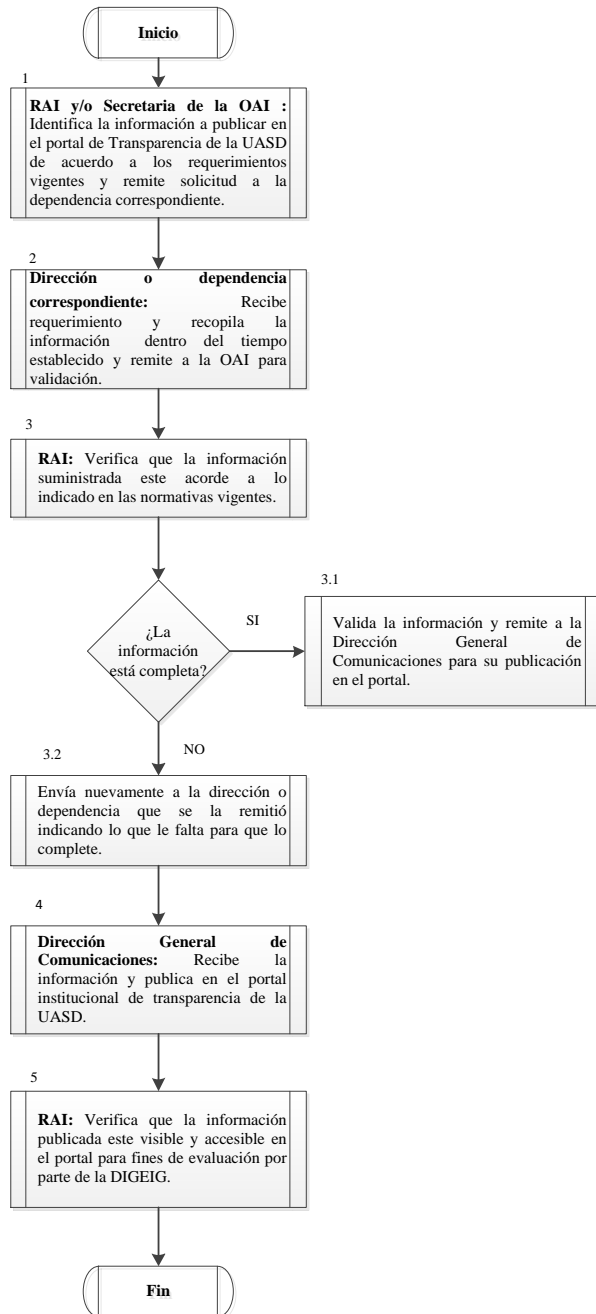 Inicio
1
RAI y/o Secretaria de la OAI :
Identifica la información a publicar en
el portal de Transparencia de la UASD
de acuerdo a los requerimientos
vigentes y remite solicitud a la
dependencia correspondiente.
2
Dirección o dependencia
correspondiente: Recibe
requerimiento y recopila la
información dentro del tiempo
establecido y remite a la OAI para
validación.
3
RAI: Verifica que la información
suministrada este acorde a lo
indicado en las normativas vigentes.
¿La
información
está completa?
SI
3.1
Valida la información y remite a la
Dirección General de
Comunicaciones para su publicación
en el portal.
NO
3.2
Envía nuevamente a la dirección o
dependencia que se la remitió
indicando lo que le falta para que lo
complete.
4
Dirección General de
Comunicaciones: Recibe la
información y publica en el portal
institucional de transparencia de la
UASD.
5
RAI: Verifica que la información
publicada este visible y accesible en
el portal para fines de evaluación por
parte de la DIGEIG.
Fin